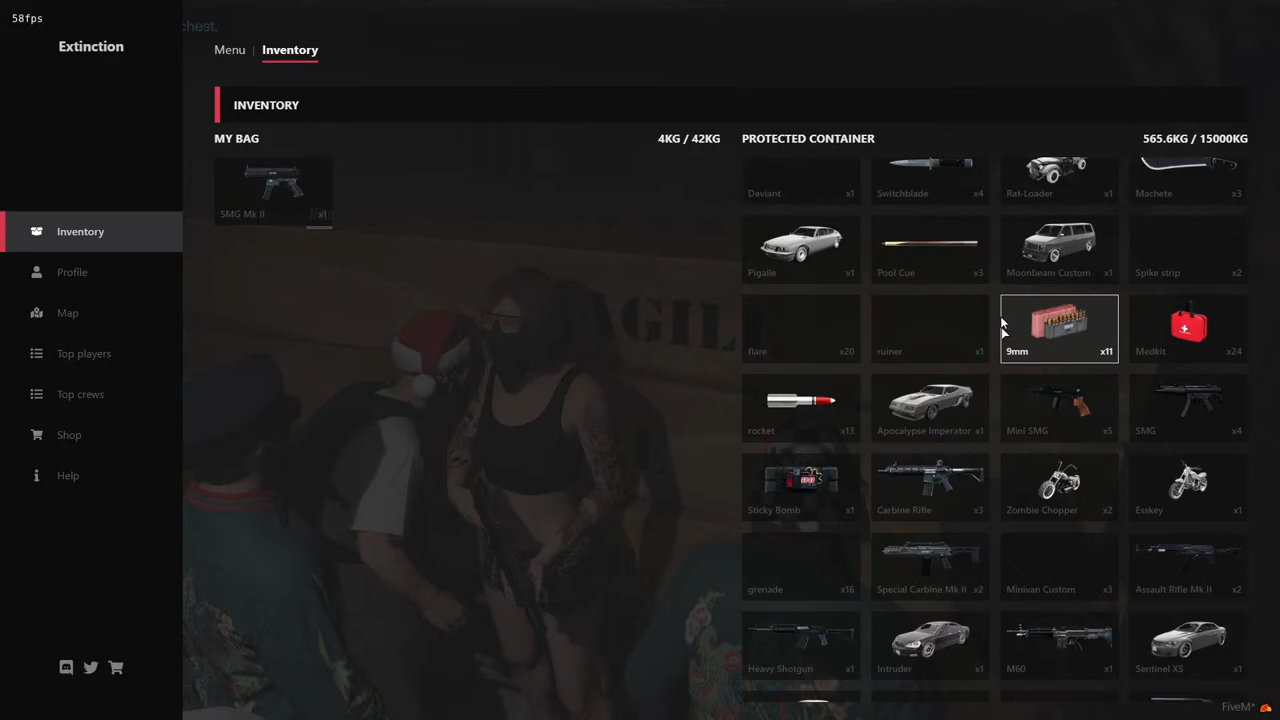 58fps
chest.
Extinction
Menu | Inventory
INVENTORY
MY BAG 4KG / 42KG
PROTECTED CONTAINER 565.6KG / 15000KG
SMG Mk II x1
Inventory
Profile
Map
Top players
Top crews
Shop
Help
Deviant x1
Switchblade x4
Rat-Loader x1
Machete x3
Pigalle x1
Pool Cue x3
Moonbeam Custom x1
Spike strip x2
flare x20
ruiner x1
9mm x11
Medkit x24
rocket x13
Apocalypse Imperator x1
Mini SMG x5
SMG x4
Sticky Bomb x1
Carbine Rifle x3
Zombie Chopper x2
Esskey x1
grenade x16
Special Carbine Mk II x2
Minivan Custom x3
Assault Rifle Mk II x2
Heavy Shotgun x1
Intruder x1
M60 x1
Sentinel XS x1
AGIL
FiveM*